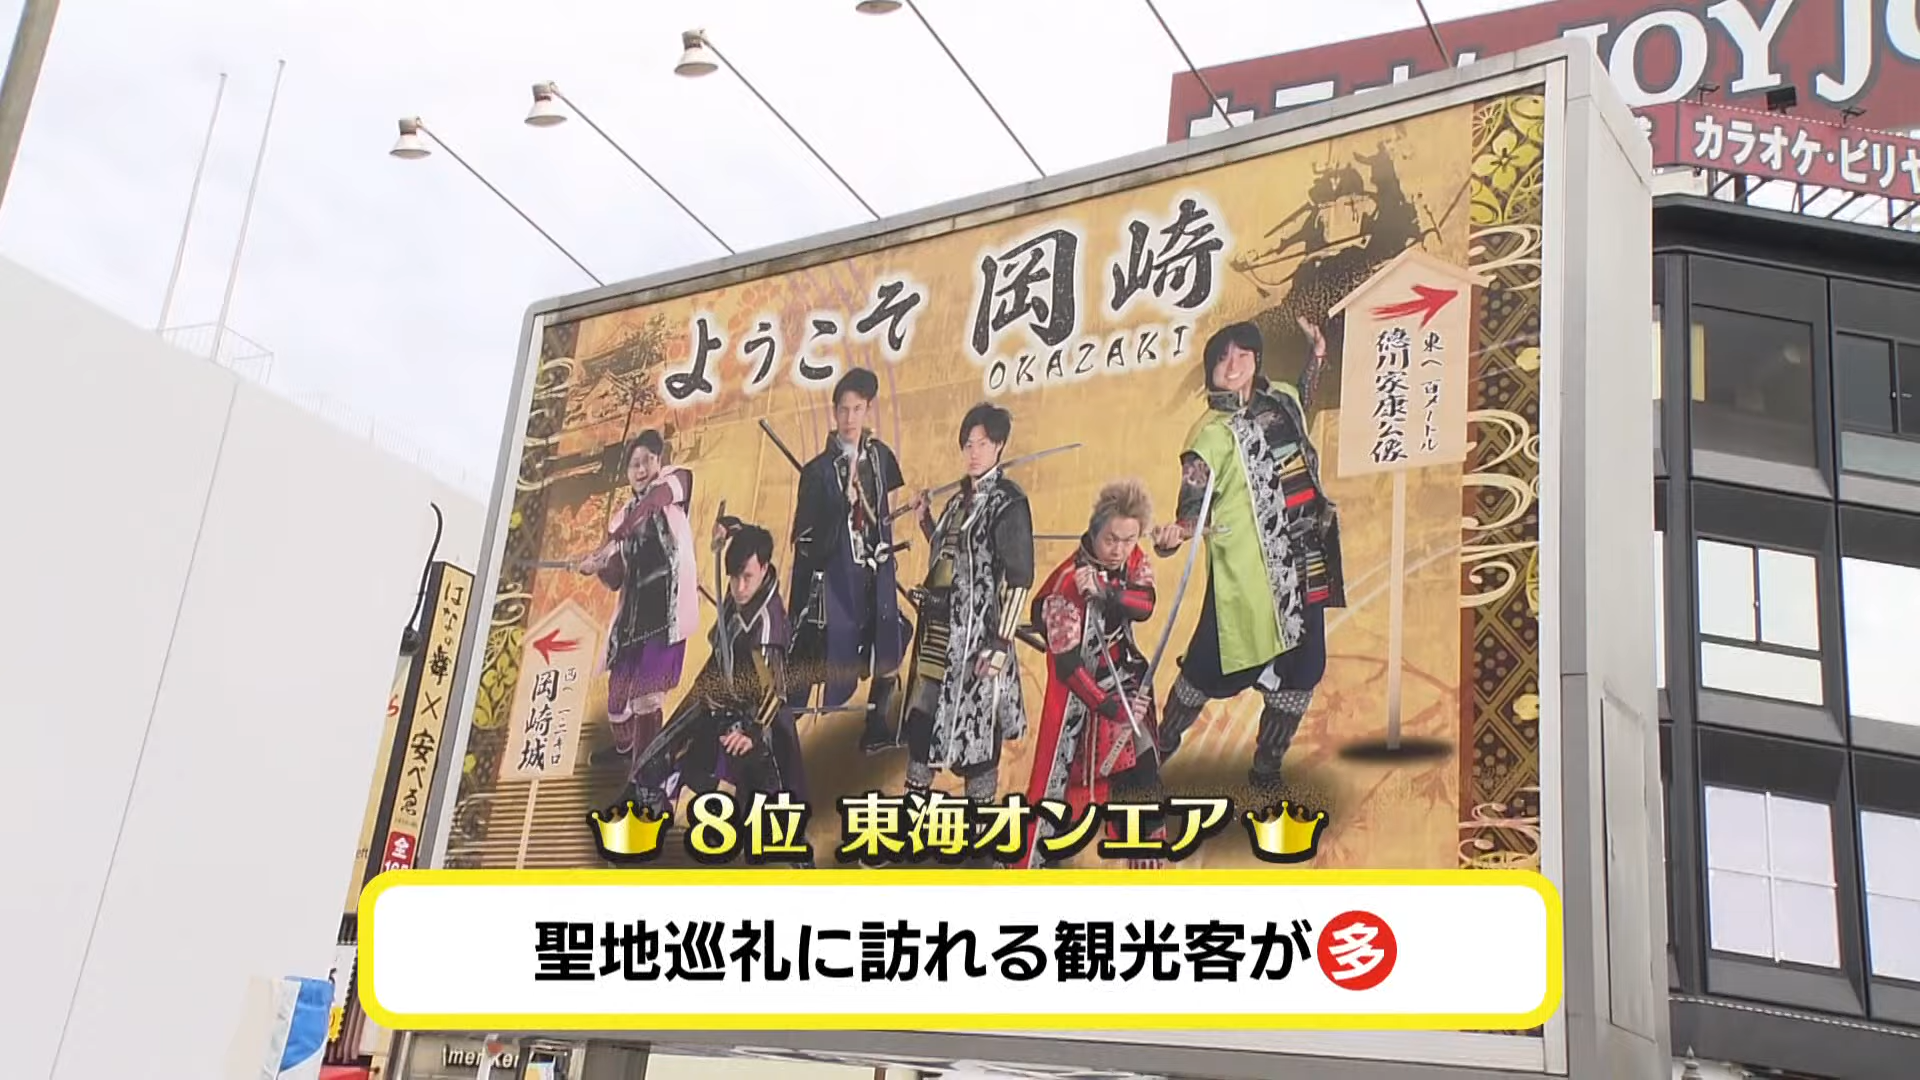 JOY JO
カラオケ・ビリヤ
ようこそ 岡崎
OKAZAKI
東へ 百メートル
徳川家康公像
西へ 一.二キロ
岡崎城
はなの舞×安べゑ
全
8位 東海オンエア
聖地巡礼に訪れる観光客が多